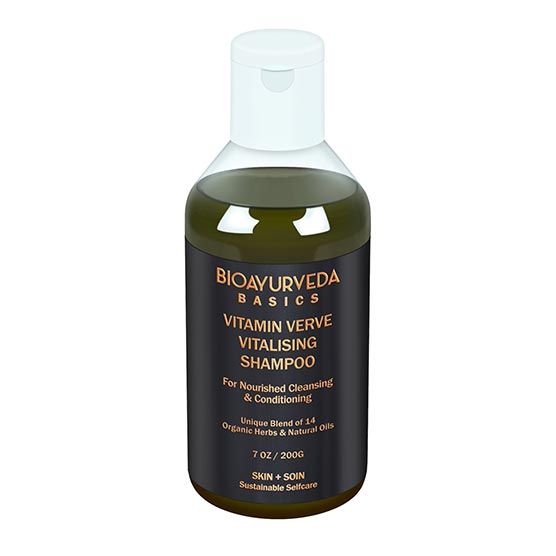 BIOAYURVEDA
BASICS
VITAMIN VERVE
VITALISING
SHAMPOO
For Nourished Cleansing
& Conditioning
Unique Blend of 14
Organic Herbs & Natural Oils
7 OZ / 200G
SKIN + SOIN
Sustainable Selfcare